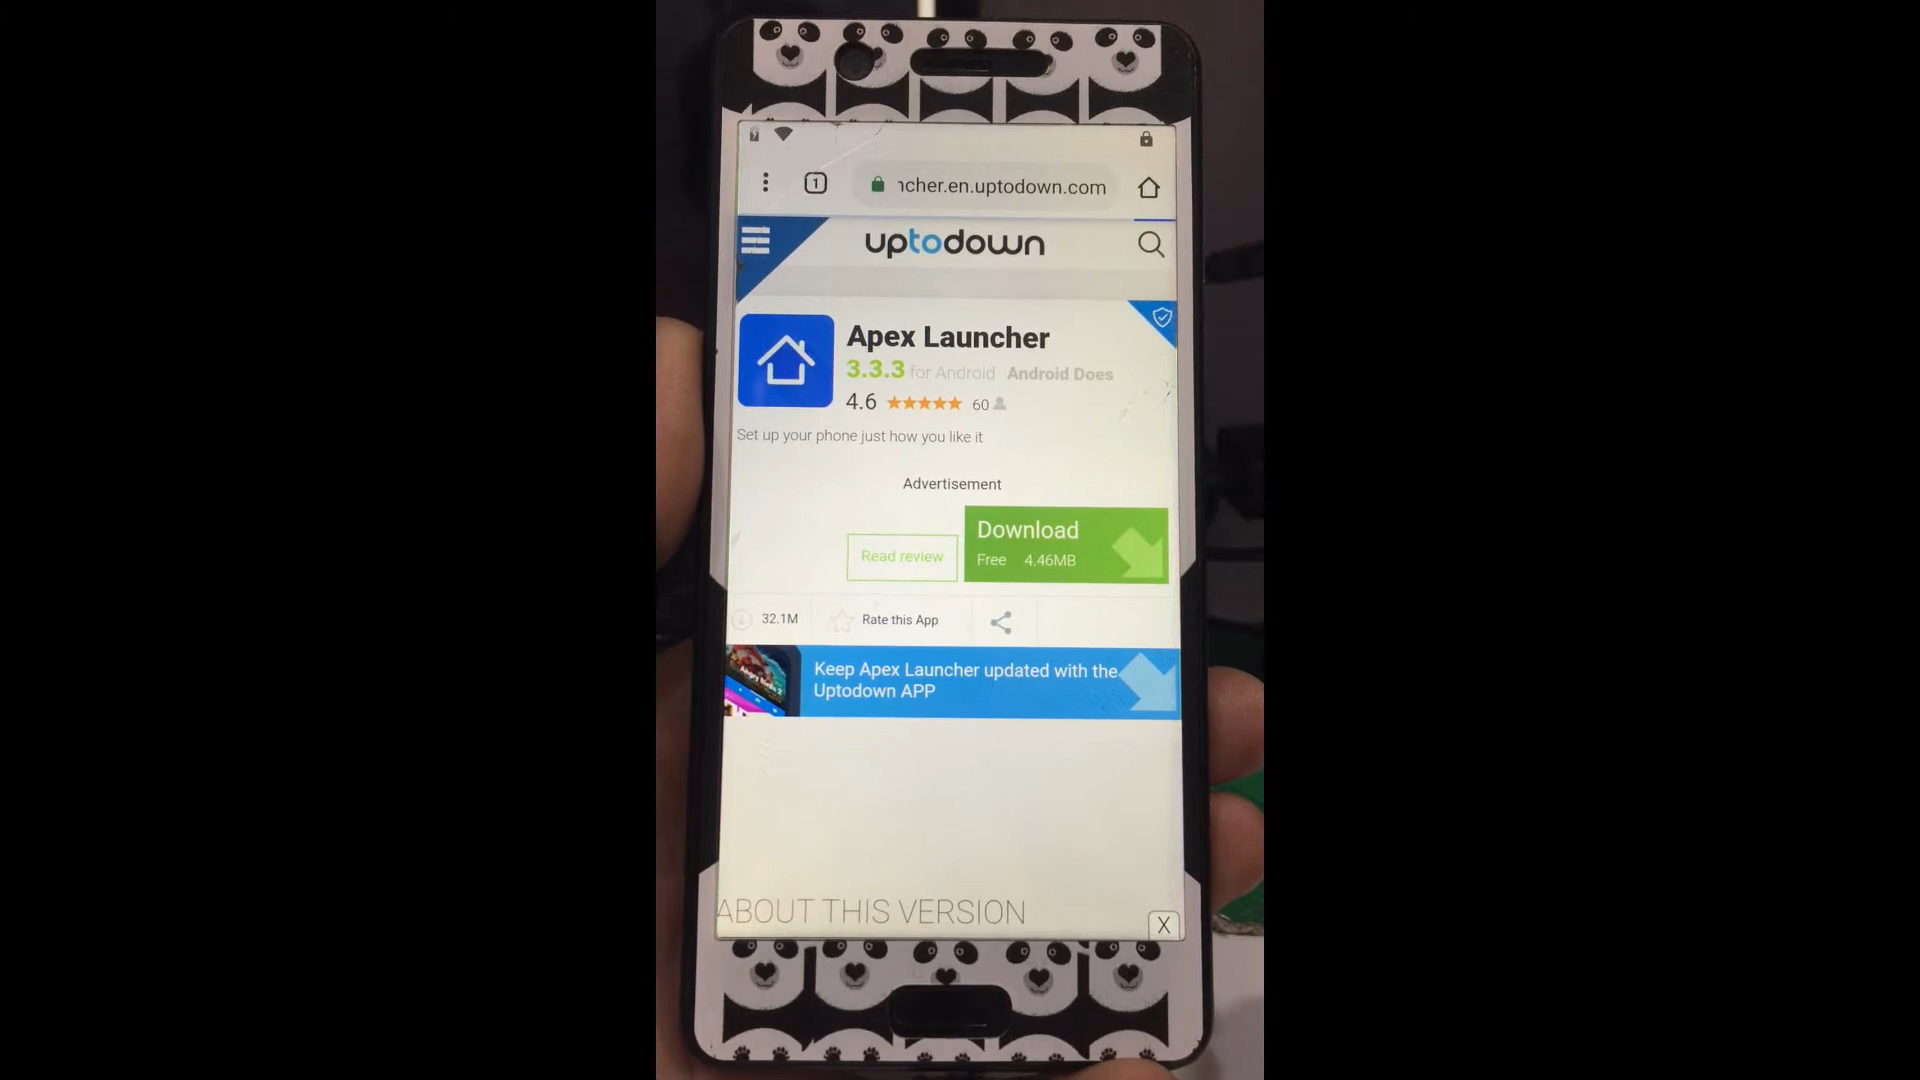 1
ncher.en.uptodown.com
uptodown
Apex Launcher
3.3.3 for Android Android Does
4.6 60
Set up your phone just how you like it
Advertisement
Download
Read review
Free 4.46MB
32.1M Rate this App
Keep Apex Launcher updated with the
Uptodown APP
ABOUT THIS VERSION
X